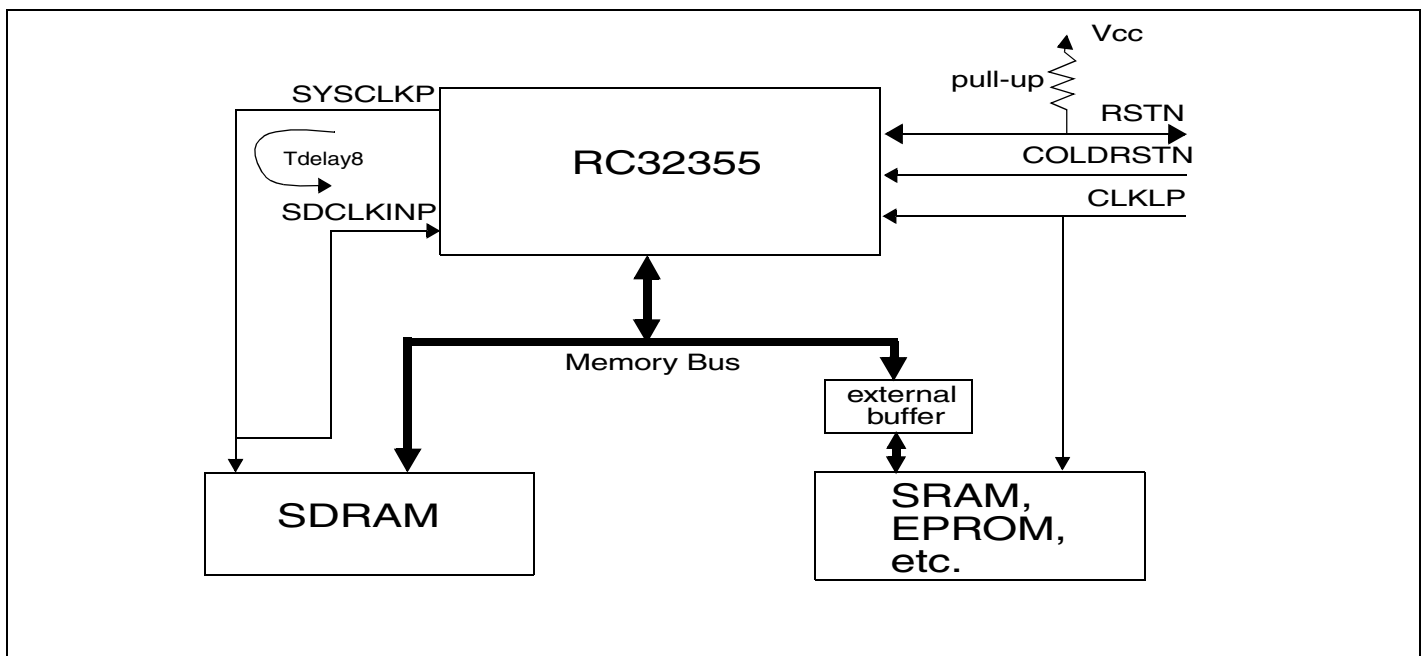 Vcc
pull-up
SYSCLKP
RSTN
Tdelay8
RC32355
COLDRSTN
CLKLP
SDCLKINP
Memory Bus
external
buffer
SDRAM
SRAM,
EPROM,
etc.